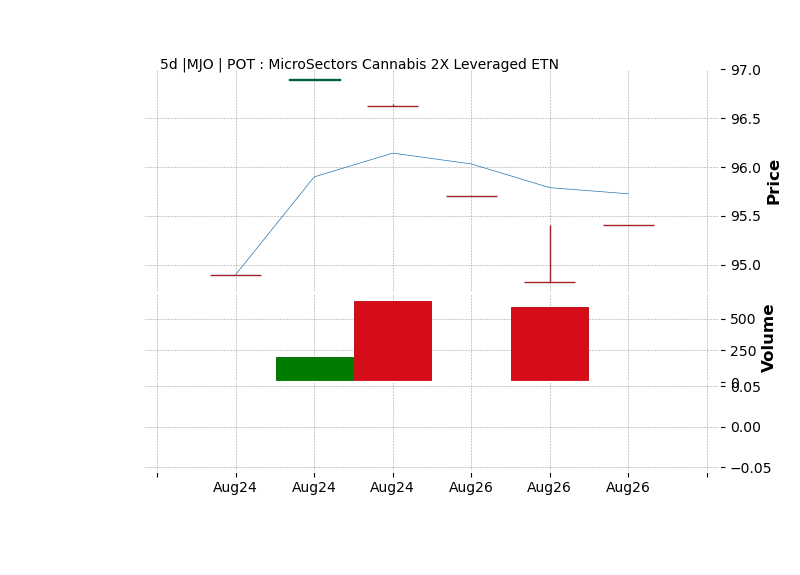 5d |MJO | POT : MicroSectors Cannabis 2X Leveraged ETN
97.0
96.5
96.0
95.5
95.0
Price
500
250
0
Volume
0.05
0.00
−0.05
Aug24 Aug24 Aug24 Aug26 Aug26 Aug26